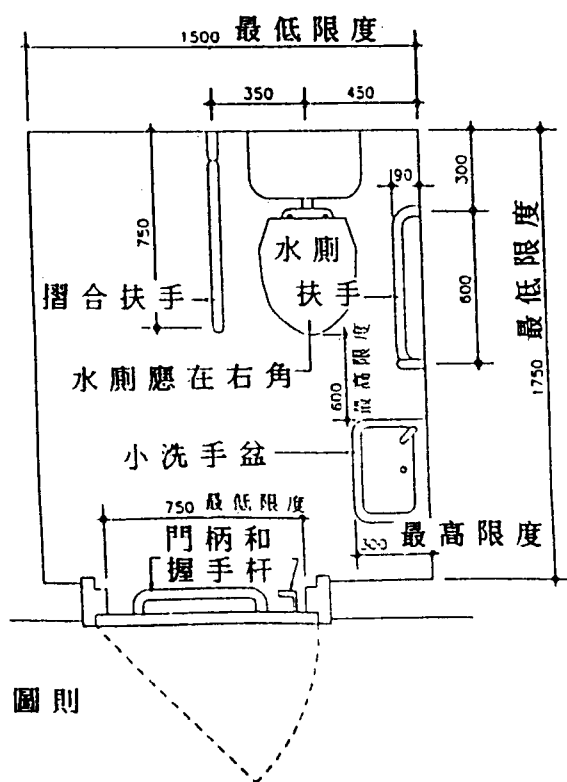 1500 最低限度
350
450
90
300
750
水廁
摺合扶手
扶手
600
最低限度
1750
水廁應在右角
600 最高限度
小洗手盆
750 最低限度
門柄和
握手杆
最高限度
圖則